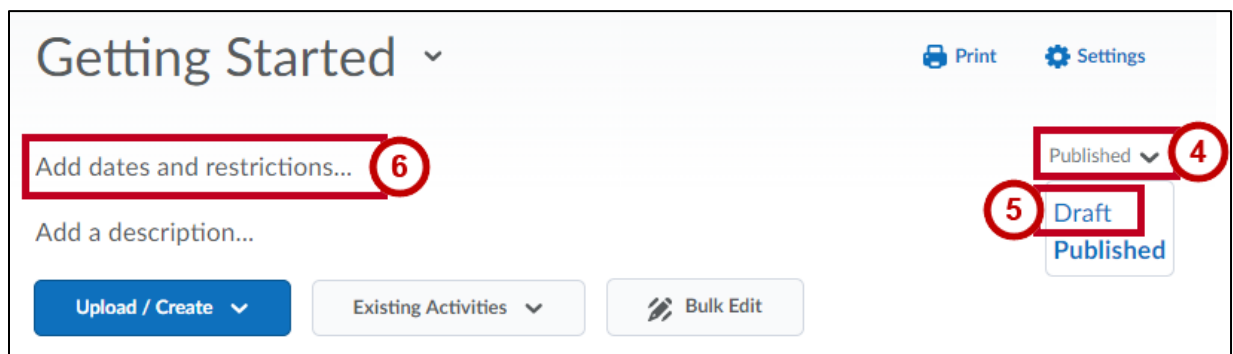 Getting Started
Print Settings
Add dates and restrictions... 6
Published 4
5 Draft
Add a description...
Published
Upload / Create Existing Activities Bulk Edit